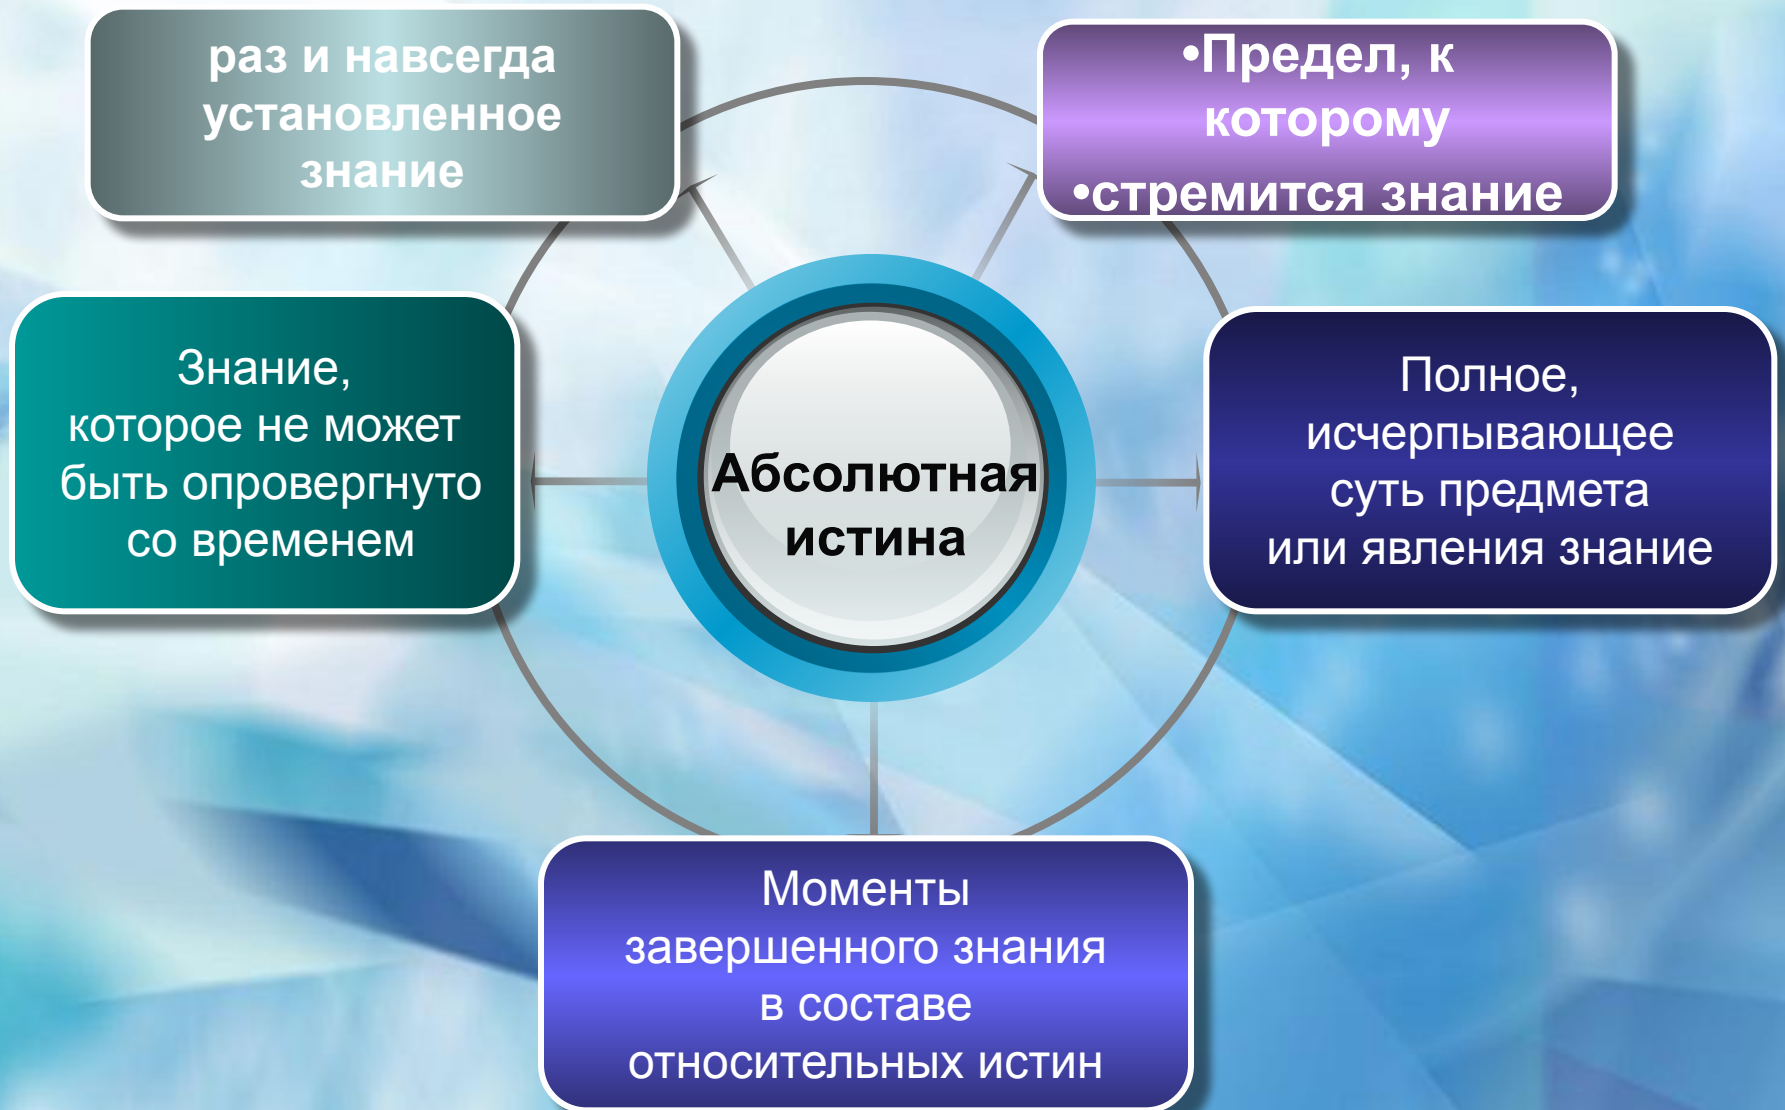 раз и навсегда
установленное
знание
•Предел, к
которому
•стремится знание
Знание,
которое не может
быть опровергнуто
со временем
Абсолютная
истина
Полное,
исчерпывающее
суть предмета
или явления знание
Моменты
завершенного знания
в составе
относительных истин